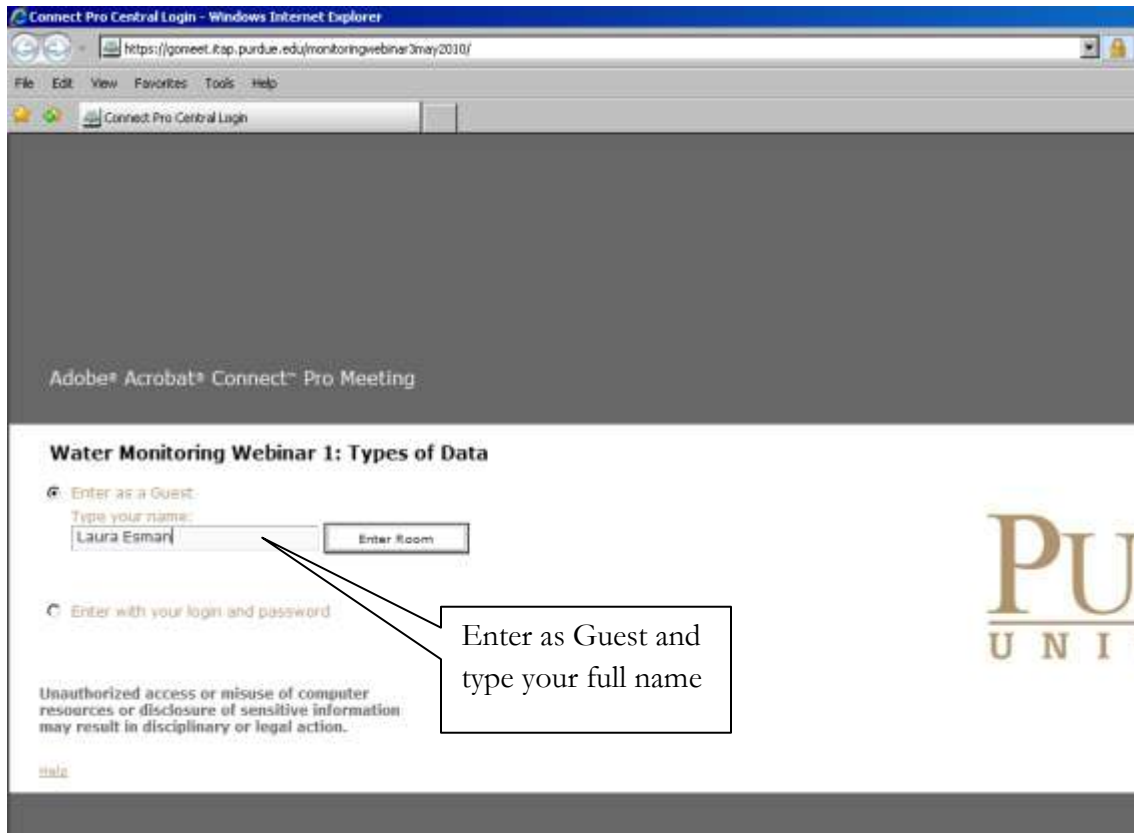 Connect Pro Central Login - Windows Internet Explorer
https://gomeet.itap.purdue.edu/monitoringwebinar3may2010/
File Edit View Favorites Tools Help
Connect Pro Central Login
Adobe® Acrobat® Connect™ Pro Meeting
Water Monitoring Webinar 1: Types of Data
Enter as a Guest
Type your name:
Laura Esman
Enter Room
Enter with your login and password
Enter as Guest and
type your full name
PU
UNI
Unauthorized access or misuse of computer
resources or disclosure of sensitive information
may result in disciplinary or legal action.
Help